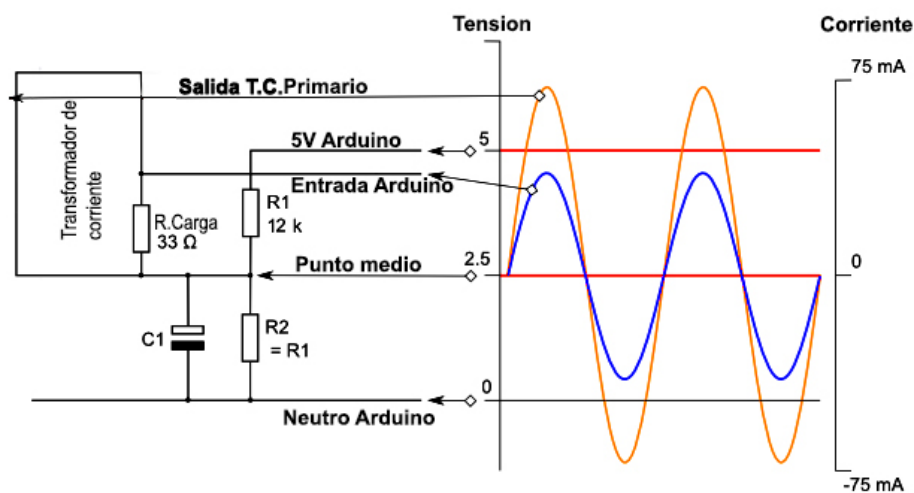 Tension
Corriente
75 mA
Salida T.C.Primario
5V Arduino
5
Entrada Arduino
Transformador de
corriente
R1
12 k
R.Carga
33 Ω
Punto medio
2.5
0
C1
R2
= R1
0
Neutro Arduino
-75 mA